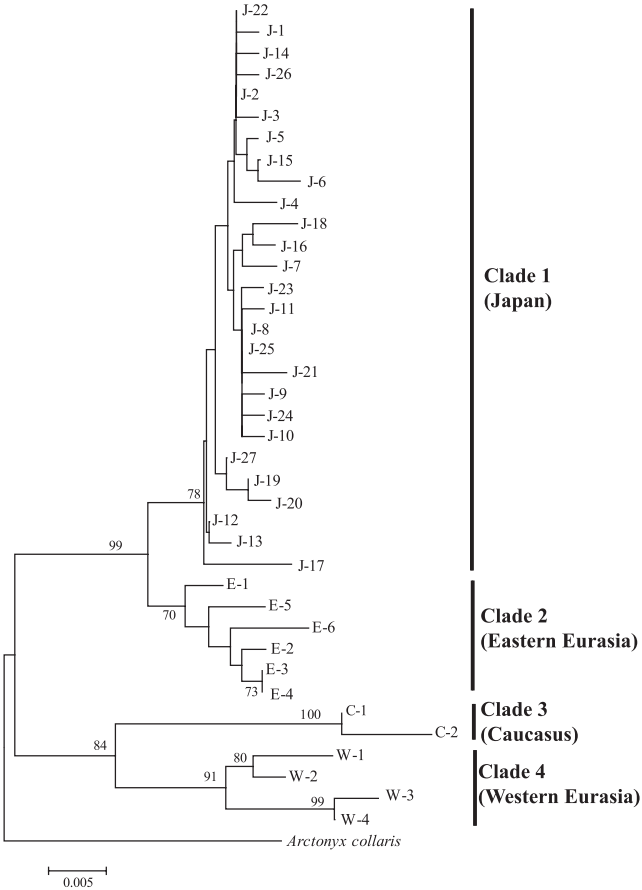 J-22
J-1
J-14
J-26
J-2
J-3
J-5
J-15
J-6
J-4
J-18
J-16
J-7
J-23
J-11
J-8
J-25
J-21
J-9
J-24
J-10
J-27
J-19
J-20
J-12
J-13
J-17
78
99
E-1
E-5
E-6
E-2
E-3
E-4
70
73
C-1
C-2
100
84
W-1
W-2
W-3
W-4
80
91
99
Arctonyx collaris
Clade 1
(Japan)
Clade 2
(Eastern Eurasia)
Clade 3
(Caucasus)
Clade 4
(Western Eurasia)
0.005